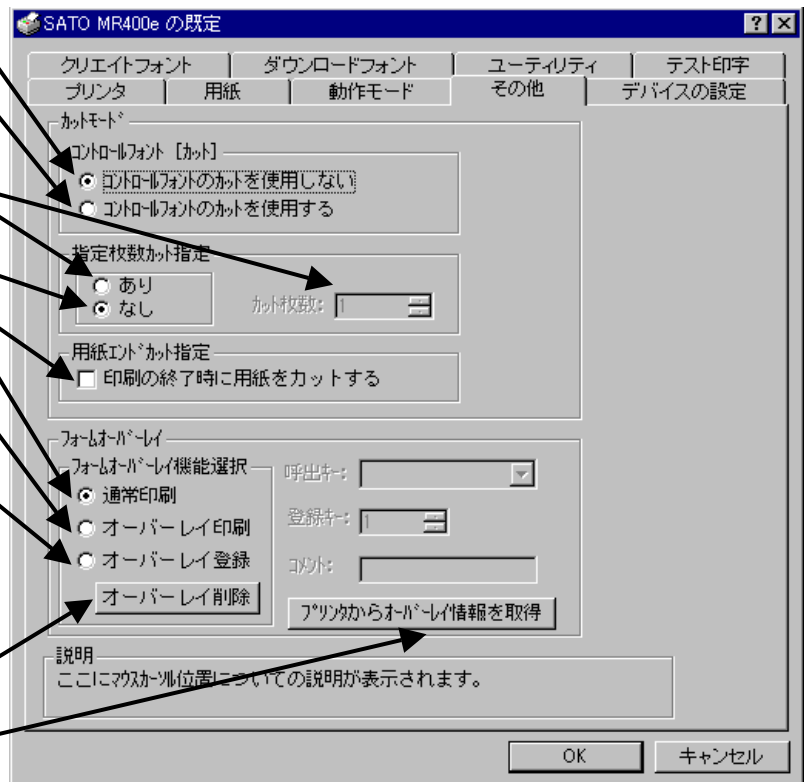 SATO MR400e の既定
クリエイトフォント ダウンロードフォント ユーティリティ テスト印字
プリンタ 用紙 動作モード その他 デバイスの設定
ｶｯﾄﾓｰﾄﾞ
ｺﾝﾄﾛｰﾙﾌｫﾝﾄ [ｶｯﾄ]
ｺﾝﾄﾛｰﾙﾌｫﾝﾄのｶｯﾄを使用しない
ｺﾝﾄﾛｰﾙﾌｫﾝﾄのｶｯﾄを使用する
指定枚数ｶｯﾄ指定
あり
なし
ｶｯﾄ枚数: 1
用紙ｴﾝﾄﾞｶｯﾄ指定
印刷の終了時に用紙をカットする
ﾌｫｰﾑｵｰﾊﾞｰﾚｲ
ﾌｫｰﾑｵｰﾊﾞｰﾚｲ機能選択
通常印刷
オーバーレイ印刷
オーバーレイ登録
オーバーレイ削除
呼出ｷｰ:
登録ｷｰ: 1
ｺﾒﾝﾄ:
ﾌﾟﾘﾝﾀからｵｰﾊﾞｰﾚｲ情報を取得
説明
ここにﾏｳｽｶｰｿﾙ位置についての説明が表示されます。
OK キャンセル